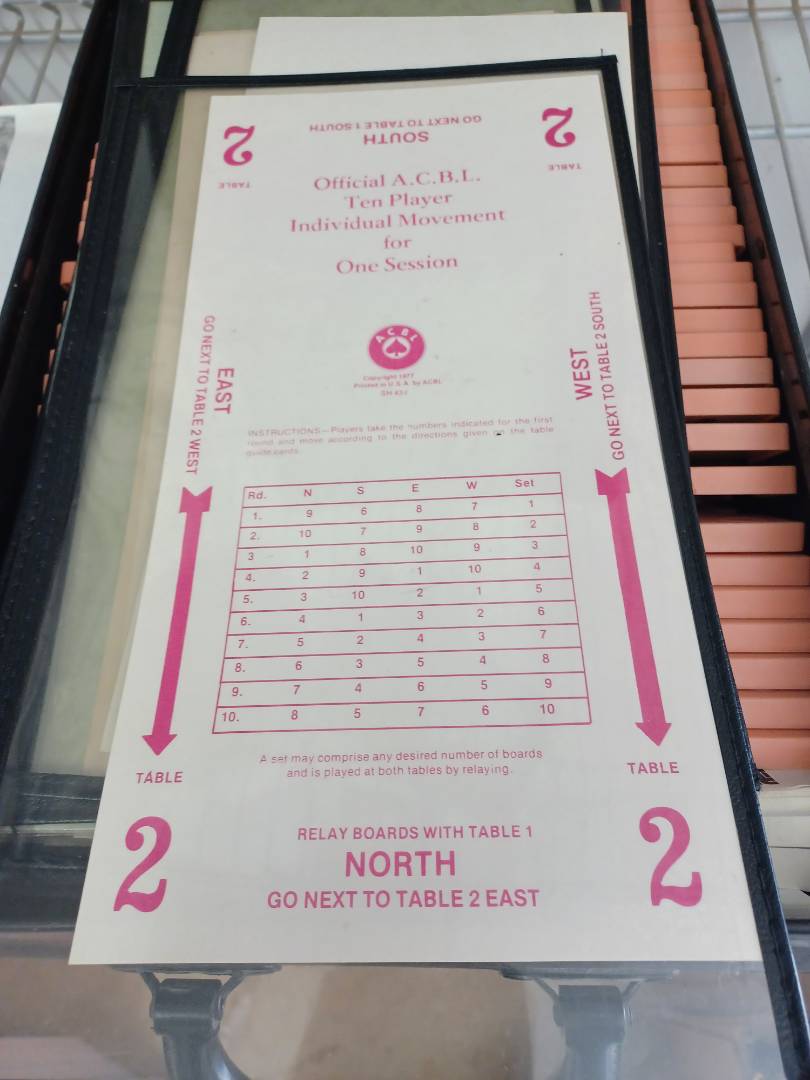 2
TABLE
SOUTH
GO NEXT TO TABLE 1 SOUTH
2
TABLE
Official A.C.B.L.
Ten Player
Individual Movement
for
One Session
ACBL
Copyright 1977
Printed in U.S.A. by ACBL
EAST
GO NEXT TO TABLE 2 WEST
WEST
GO NEXT TO TABLE 2 SOUTH
INSTRUCTIONS—Players take the numbers indicated for the first
round and move according to the directions given on the table
guide cards.
Rd. N S E W Set
1. 9 6 8 7 1
2. 10 7 9 8 2
3 1 8 10 9 3
4. 2 9 1 10 4
5. 3 10 2 1 5
6. 4 1 3 2 6
7. 5 2 4 3 7
8. 6 3 5 4 8
9. 7 4 6 5 9
10. 8 5 7 6 10
A set may comprise any desired number of boards
and is played at both tables by relaying.
TABLE
2
TABLE
2
RELAY BOARDS WITH TABLE 1
NORTH
GO NEXT TO TABLE 2 EAST